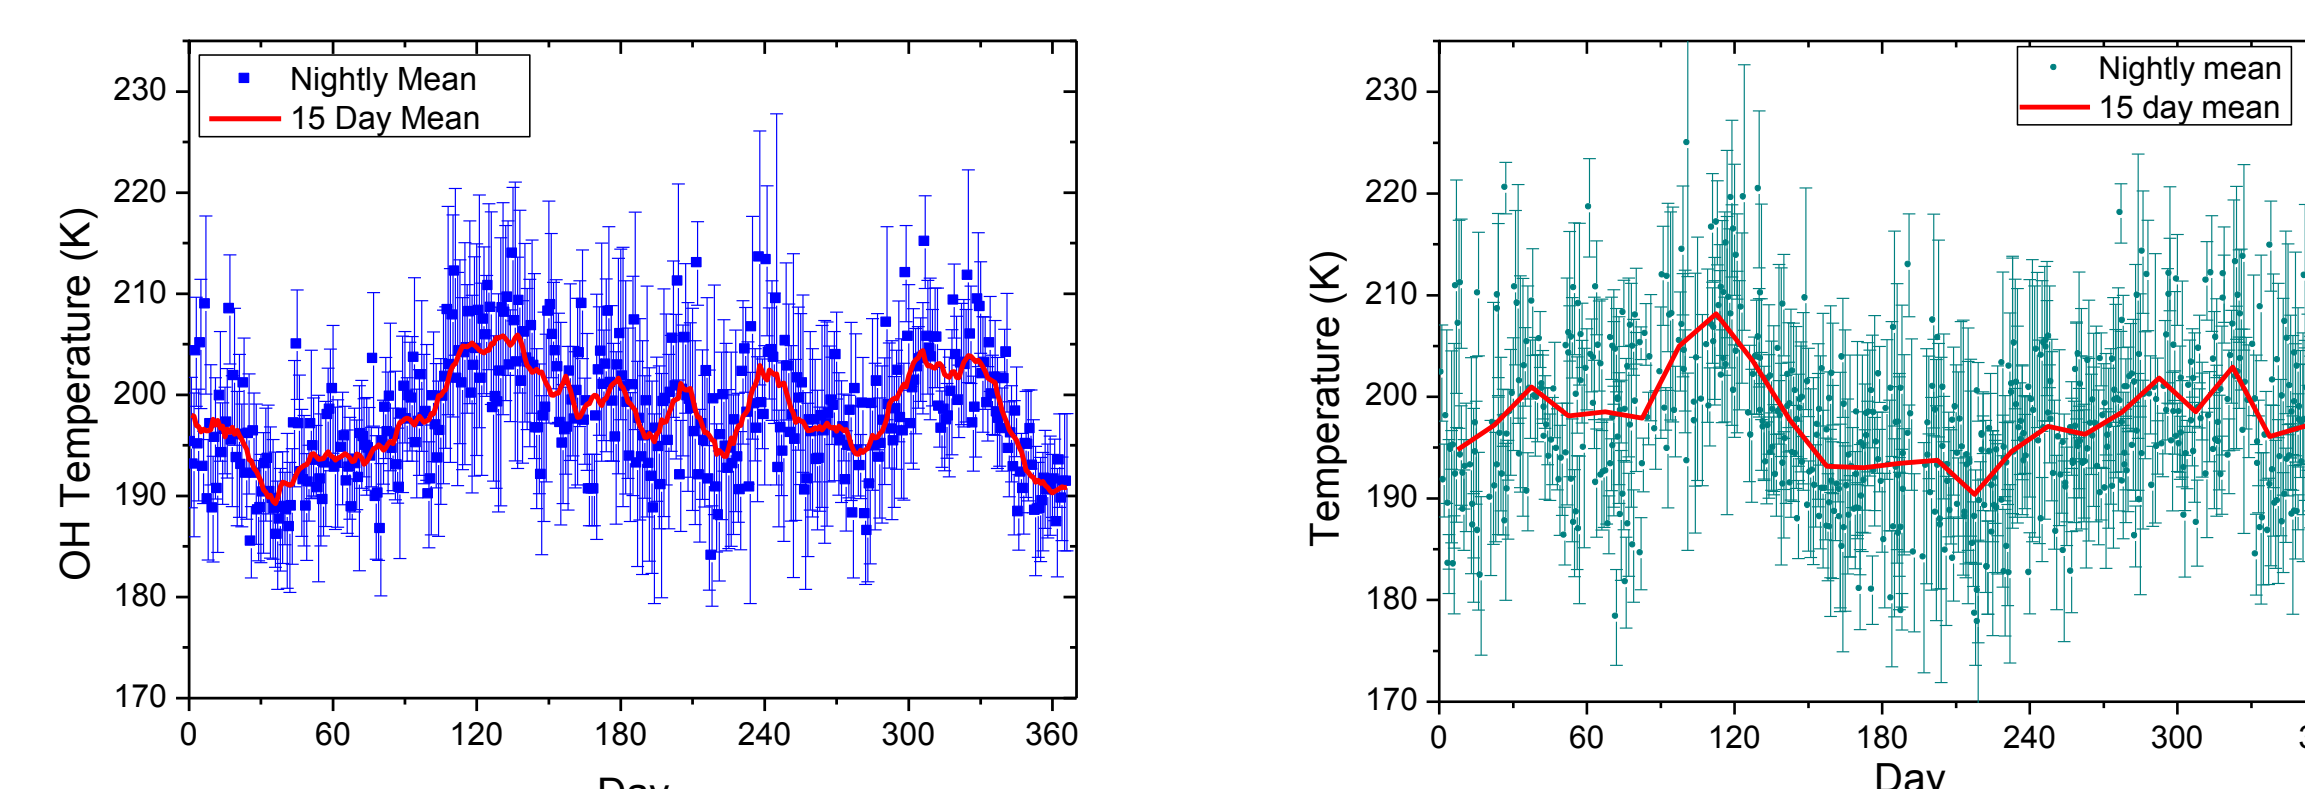 Nightly Mean
15 Day Mean
OH Temperature (K)
230
220
210
200
190
180
170
0 60 120 180 240 300 360
Day
Nightly mean
15 day mean
Temperature (K)
230
220
210
200
190
180
170
0 60 120 180 240 300
Day